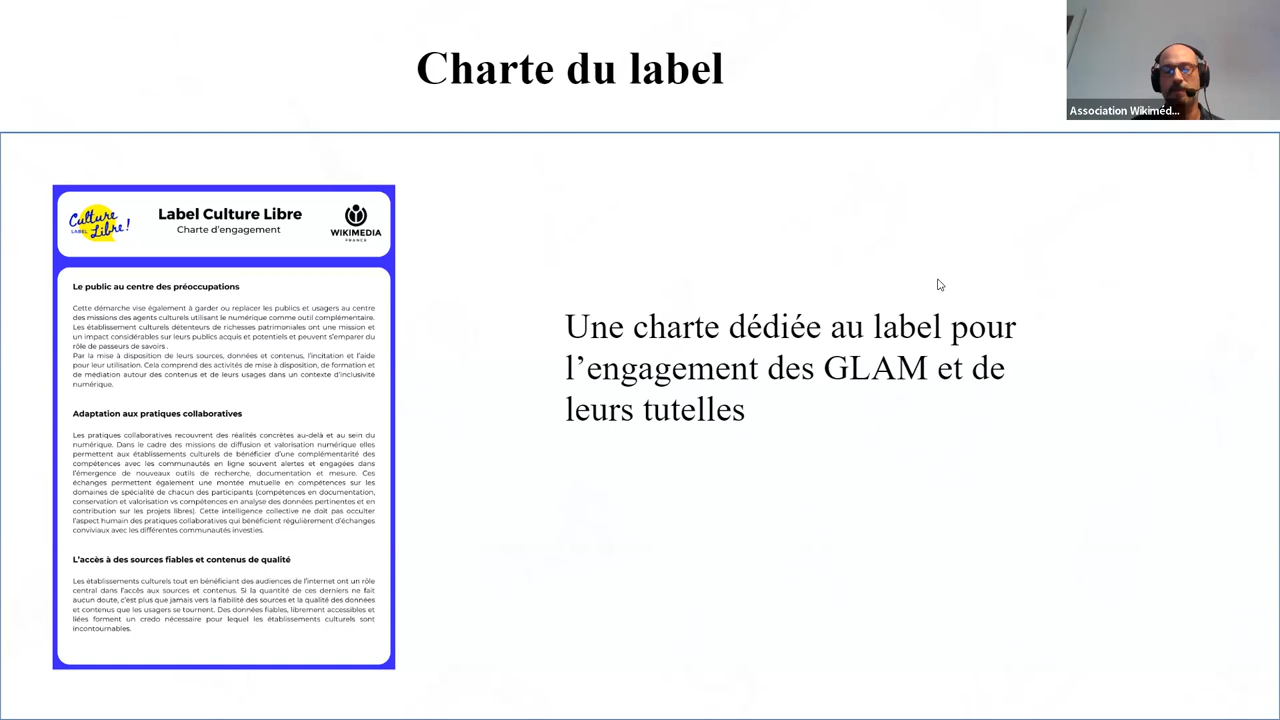 Charte du label
Association Wikiméd...
Culture
LABEL Libre!
Label Culture Libre
Charte d'engagement
WIKIMEDIA
FRANCE
Le public au centre des préoccupations
Cette démarche vise également à garder ou replacer les publics et usagers au centre
des missions des agents culturels utilisant le numérique comme outil complémentaire.
Les établissement culturels détenteurs de richesses patrimoniales ont une mission et
un impact considérables sur leurs publics acquis et potentiels et peuvent s'emparer du
rôle de passeurs de savoirs .
Par la mise à disposition de leurs sources, données et contenus, l'incitation et l'aide
pour leur utilisation. Cela comprend des activités de mise à disposition, de formation et
de mediation autour des contenus et de leurs usages dans un contexte d'inclusivité
numérique.
Adaptation aux pratiques collaboratives
Les pratiques collaboratives recouvrent des réalités concrètes au-delà et au sein du
numérique. Dans le cadre des missions de diffusion et valorisation numérique elles
permettent aux établissements culturels de bénéficier d'une complémentarité des
compétences avec les communautés en ligne souvent alertes et engagées dans
l'émergence de nouveaux outils de recherche, documentation et mesure. Ces
échanges permettent également une montée mutuelle en compétences sur les
domaines de spécialité de chacun des participants (compétences en documentation,
conservation et valorisation vs compétences en analyse des données pertinentes et en
contribution sur les projets libres). Cette intelligence collective ne doit pas occulter
l'aspect humain des pratiques collaboratives qui bénéficient régulièrement d'échanges
conviviaux avec les différentes communautés investies.
L'accès à des sources fiables et contenus de qualité
Les établissements culturels tout en bénéficiant des audiences de l'internet ont un rôle
central dans l'accès aux sources et contenus. Si la quantité de ces derniers ne fait
aucun doute, c'est plus que jamais vers la fiabilité des sources et la qualité des données
et contenus que les usagers se tournent. Des données fiables, librement accessibles et
liées forment un credo nécessaire pour lequel les établissements culturels sont
incontournables.
Une charte dédiée au label pour
l'engagement des GLAM et de
leurs tutelles